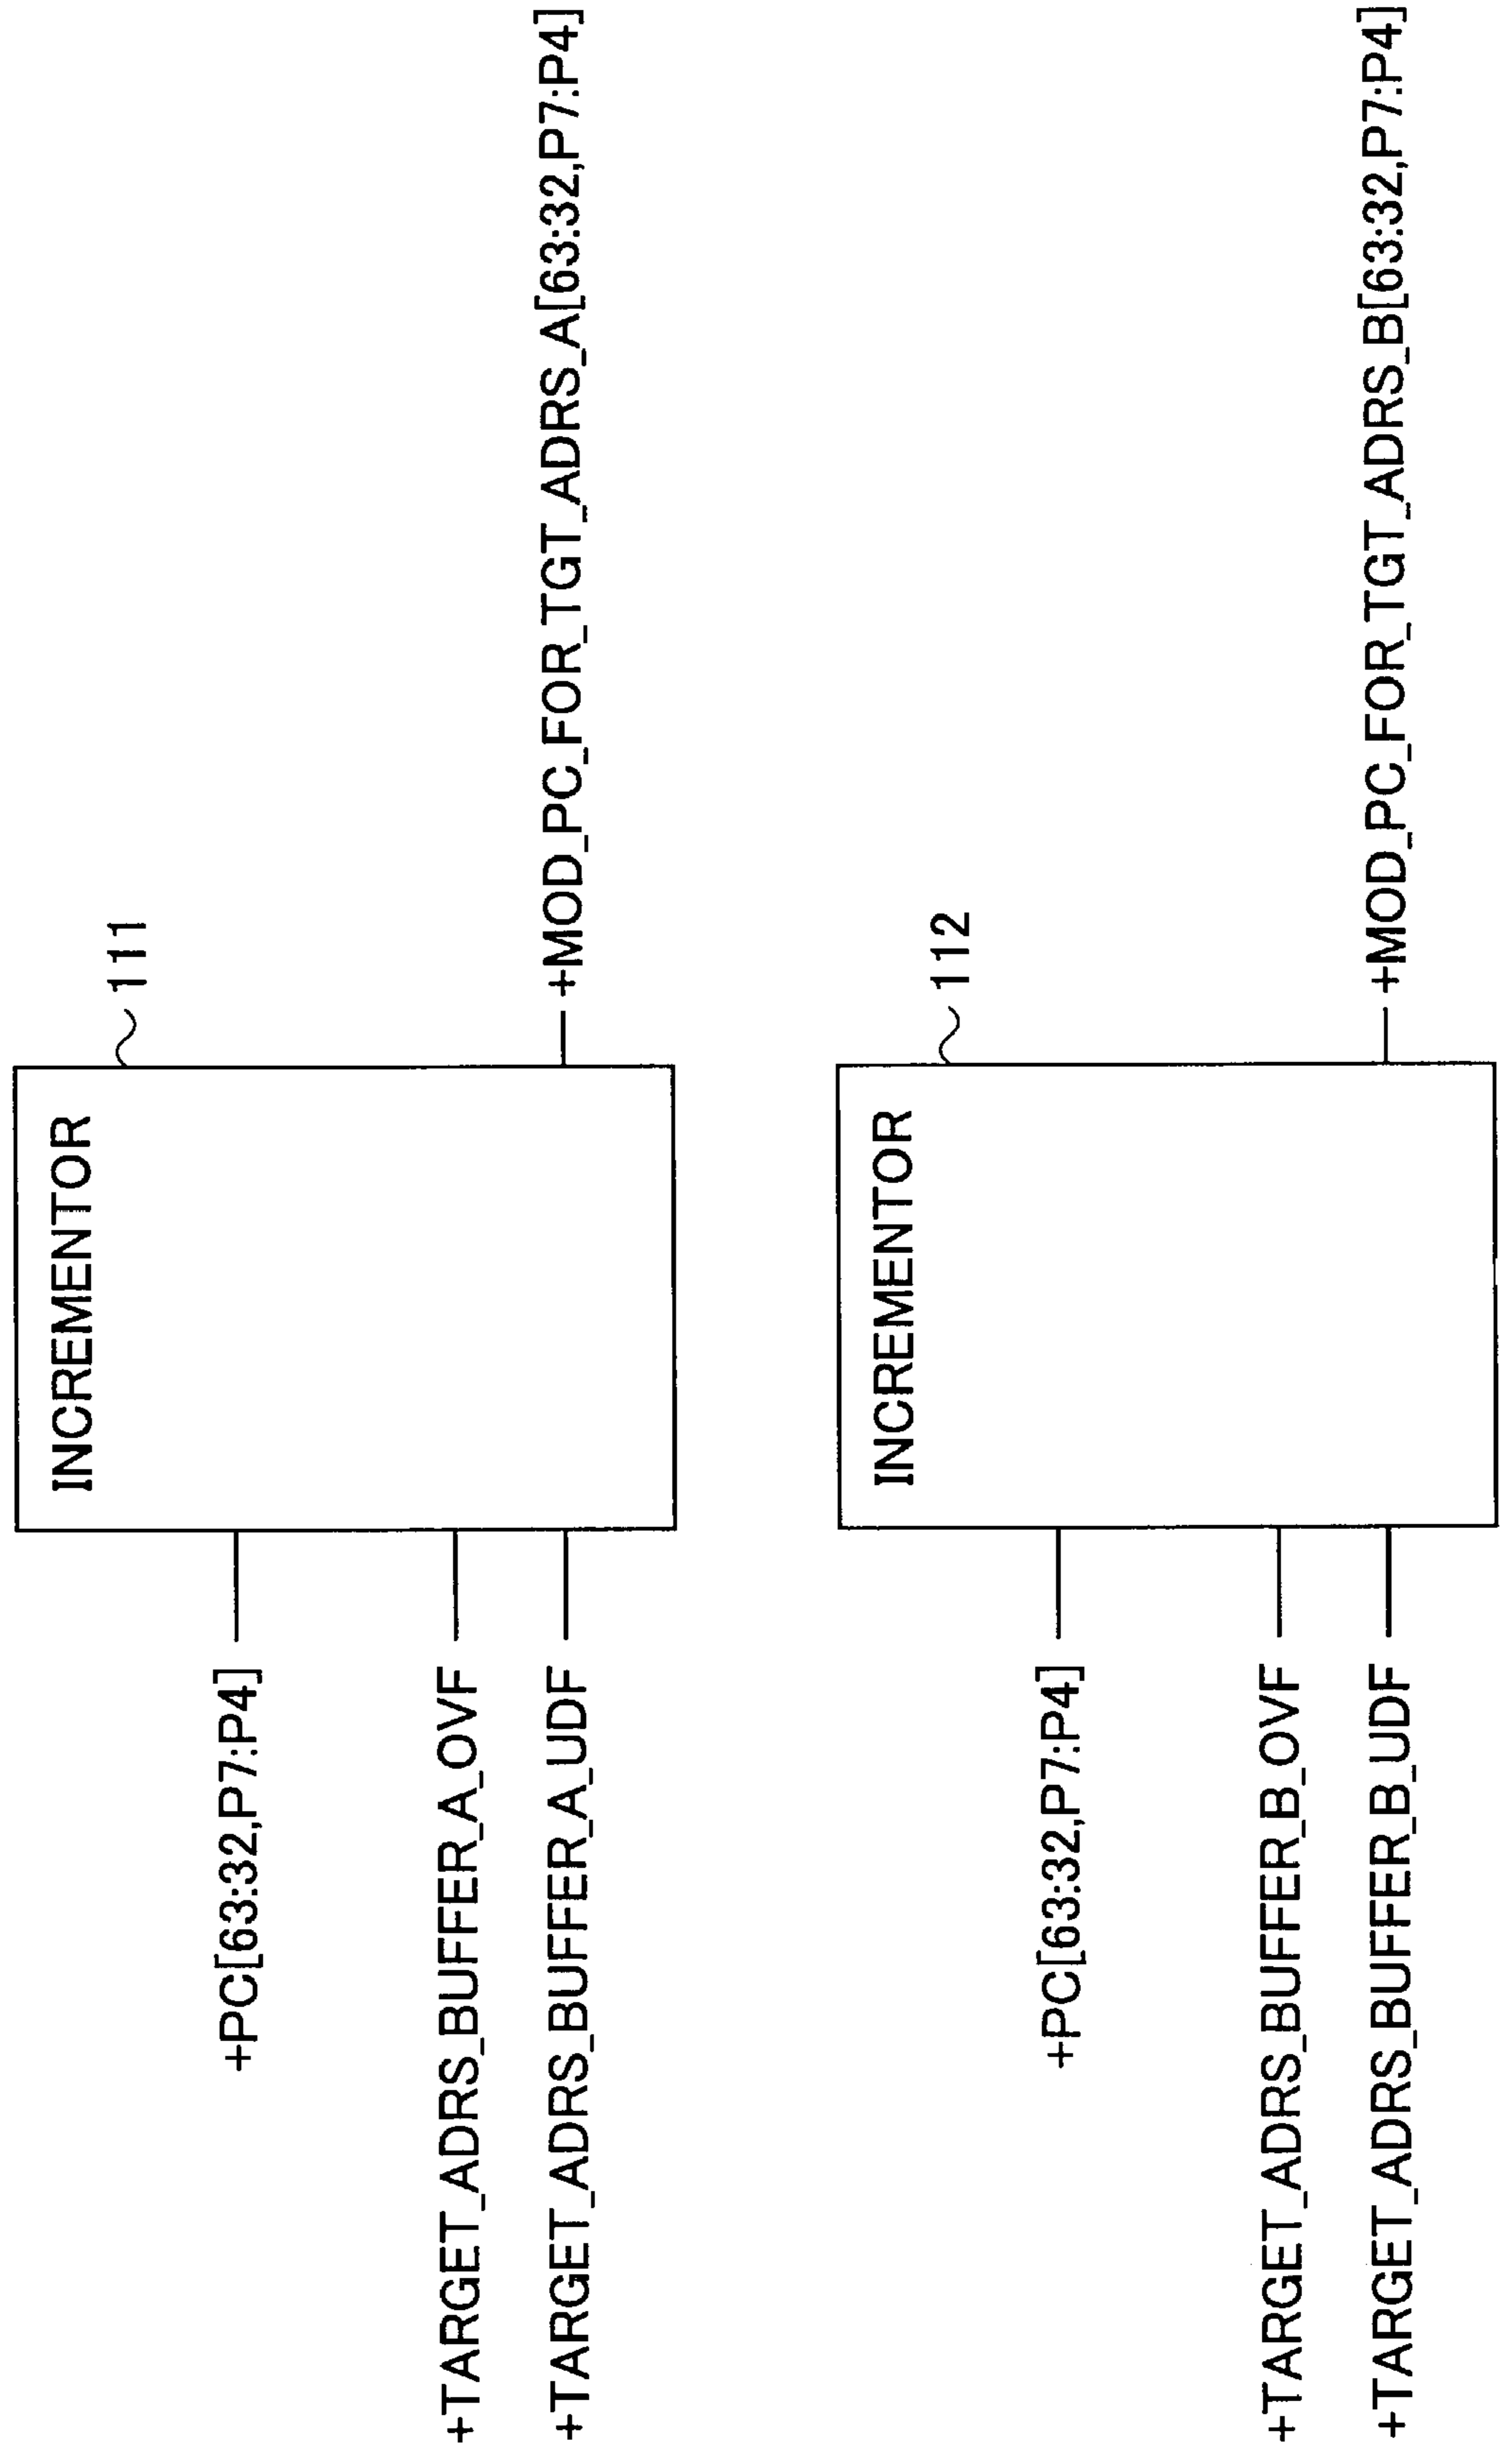 INCREMENTOR
111
+PC[63:32,P7:P4]
+TARGET_ADRS_BUFFER_A_OVF
+TARGET_ADRS_BUFFER_A_UDF
+MOD_PC_FOR_TGT_ADRS_A[63:32,P7:P4]
INCREMENTOR
112
+PC[63:32,P7:P4]
+TARGET_ADRS_BUFFER_B_OVF
+TARGET_ADRS_BUFFER_B_UDF
+MOD_PC_FOR_TGT_ADRS_B[63:32,P7:P4]